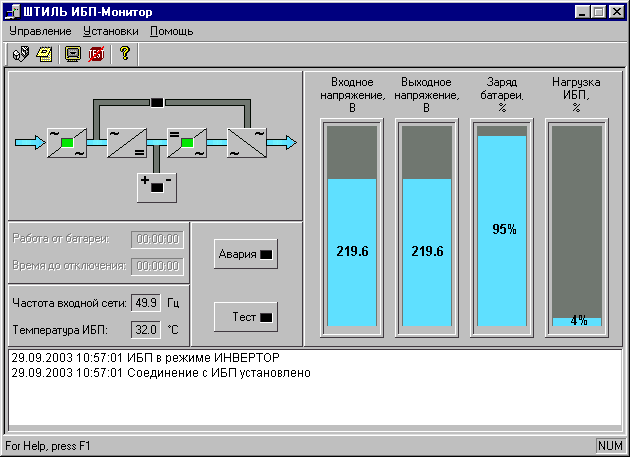 ШТИЛЬ ИБП-Монитор
Управление Установки Помощь
TEST ?
Входное напряжение, В
Выходное напряжение, В
Заряд батареи, %
Нагрузка ИБП, %
~ ~ ~ = = ~ ~ ~
+ -
219.6 219.6 95% 4%
Работа от батареи: 00:00:00
Время до отключения: 00:00:00
Авария
Частота входной сети: 49.9 Гц
Температура ИБП: 32.0 °C
Тест
29.09.2003 10:57:01 ИБП в режиме ИНВЕРТОР
29.09.2003 10:57:01 Соединение с ИБП установлено
For Help, press F1
NUM